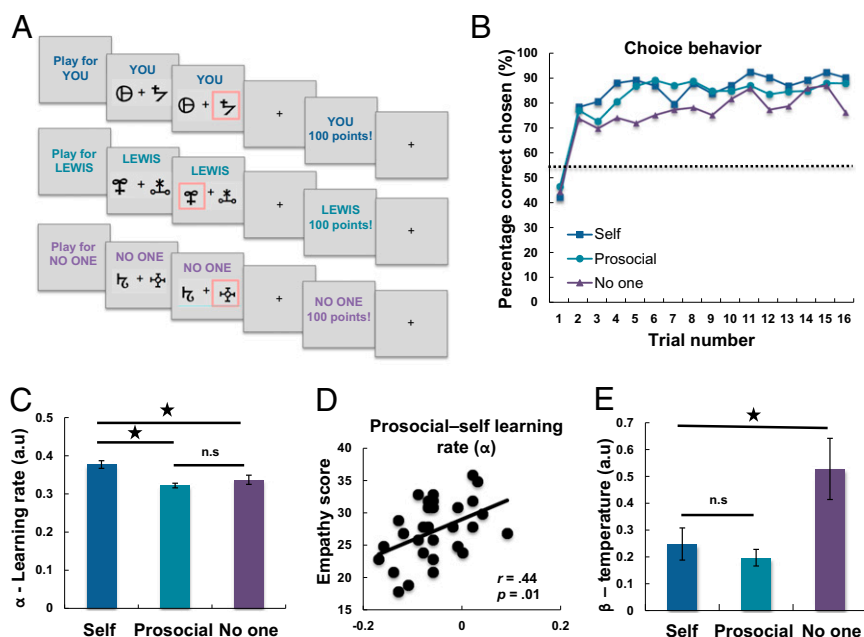 A
Play for
YOU
YOU
+
YOU
+
+
YOU
100 points!
+
Play for
LEWIS
LEWIS
+
LEWIS
+
+
LEWIS
100 points!
+
Play for
NO ONE
NO ONE
+
NO ONE
+
+
NO ONE
100 points!
+
B
Choice behavior
Percentage correct chosen (%)
100
90
80
70
60
50
40
30
20
10
0
Self
Prosocial
No one
1 2 3 4 5 6 7 8 9 10 11 12 13 14 15 16
Trial number
C
α - Learning rate (a.u)
0.5
0.4
0.3
0.2
0.1
0
n.s
Self Prosocial No one
D
Prosocial–self learning
rate (α)
Empathy score
40
35
30
25
20
15
r = .44
p = .01
-0.2 0 0.2
E
β – temperature (a.u)
0.7
0.6
0.5
0.4
0.3
0.2
0.1
0
n.s
Self Prosocial No one